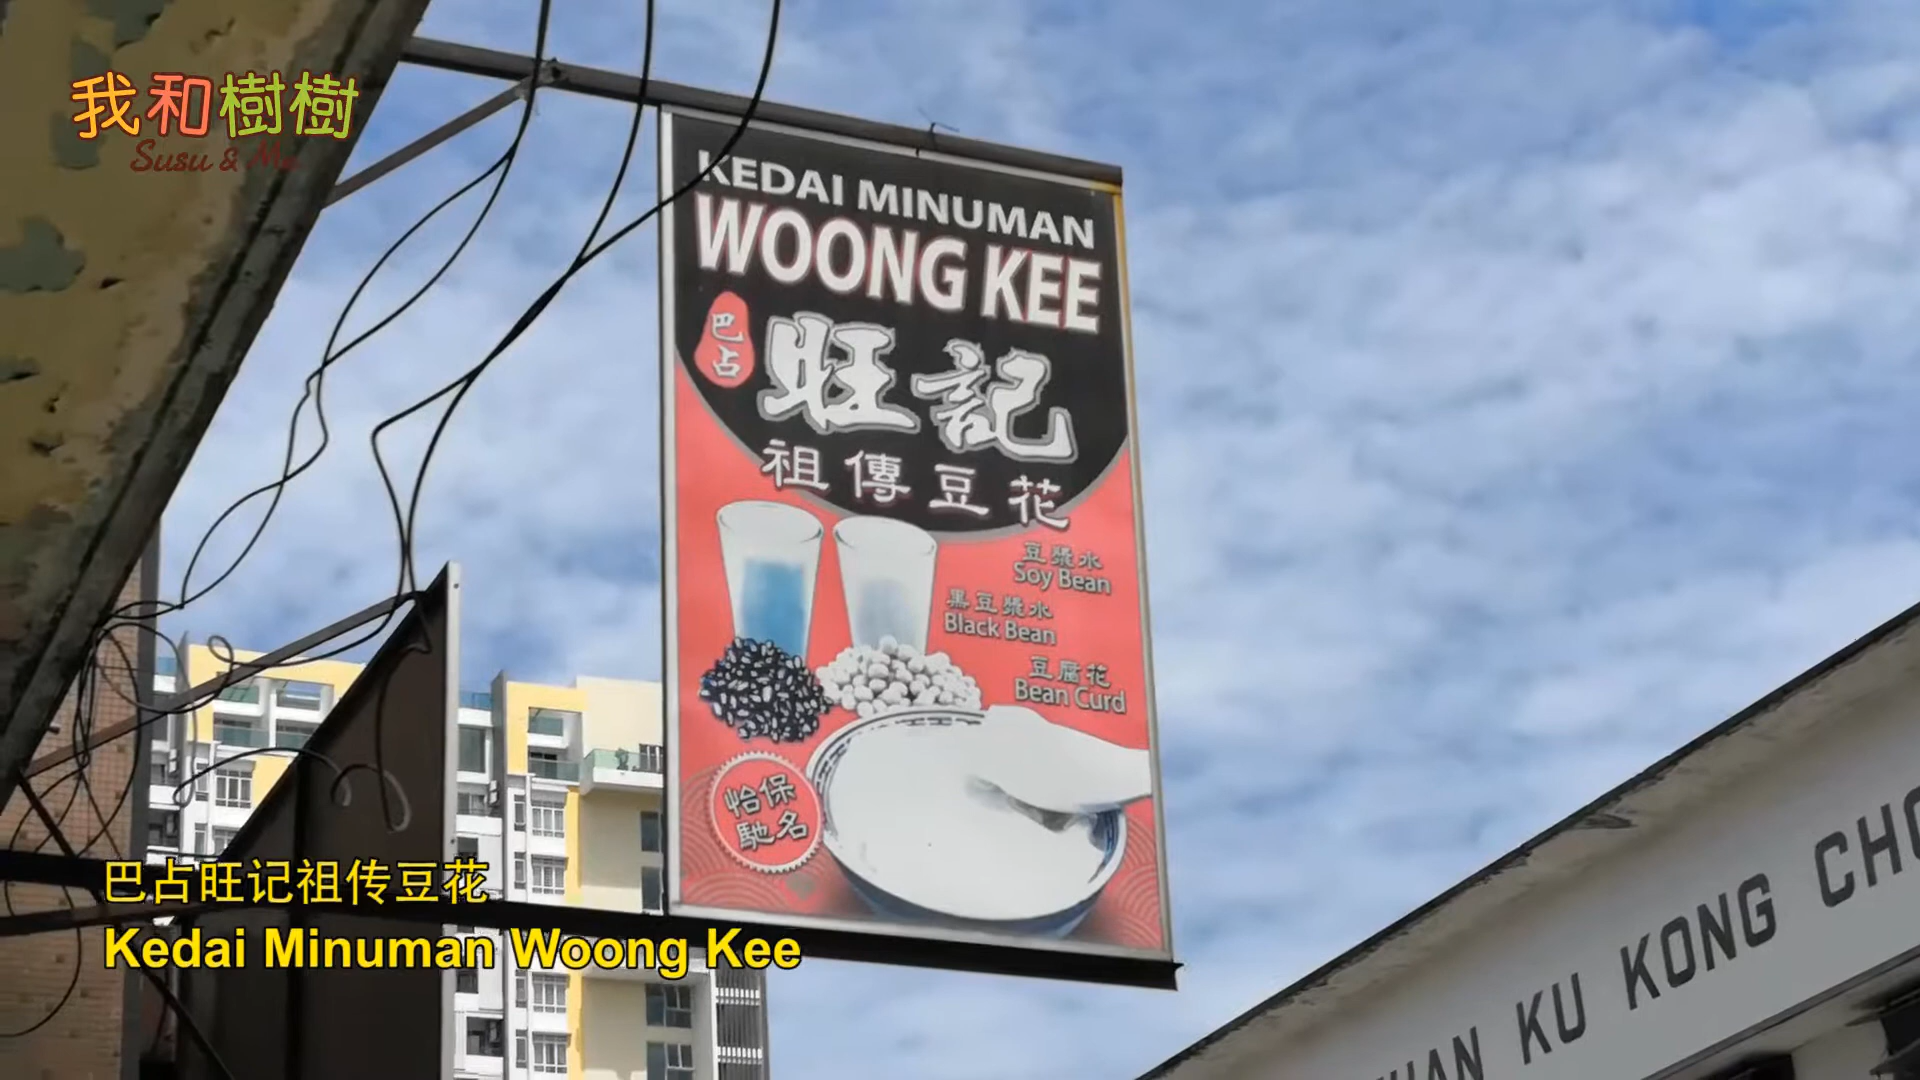 我和樹樹
Susu & Me
KEDAI MINUMAN
WOONG KEE
巴占
旺記
祖傳豆花
豆漿水
Soy Bean
黑豆漿水
Black Bean
豆腐花
Bean Curd
怡保
馳名
巴占旺记祖传豆花
Kedai Minuman Woong Kee
KU KONG